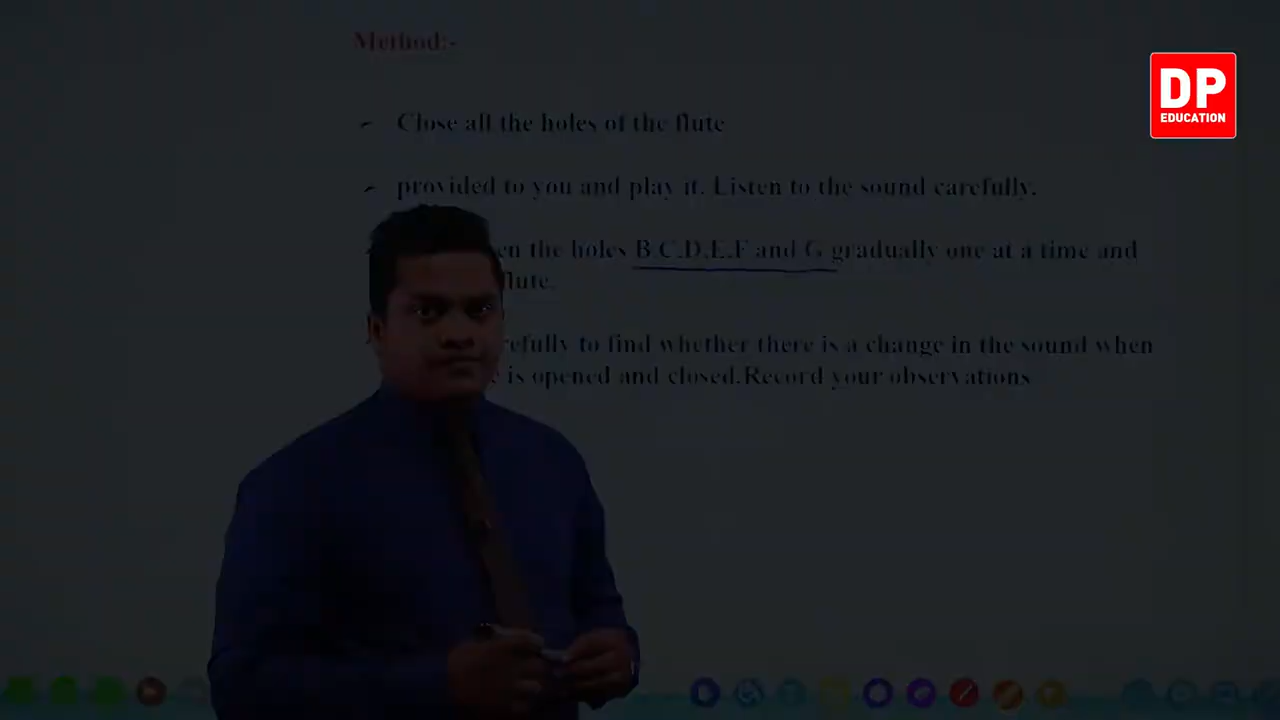 Method:-
DP
EDUCATION
Close all the holes of the flute
provided to you and play it. Listen to the sound carefully.
the holes B,C,D,E,F and G gradually one at a time and
flute.
to find whether there is a change in the sound when
is opened and closed.Record your observations